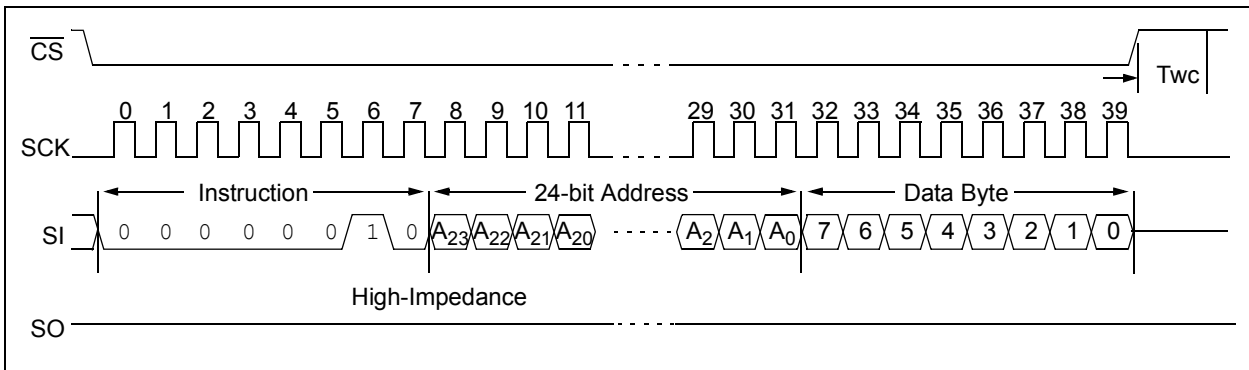 CS
Twc
0 1 2 3 4 5 6 7 8 9 10 11 29 30 31 32 33 34 35 36 37 38 39
SCK
Instruction 24-bit Address Data Byte
SI 0 0 0 0 0 0 1 0 A23 A22 A21 A20 A2 A1 A0 7 6 5 4 3 2 1 0
High-Impedance
SO